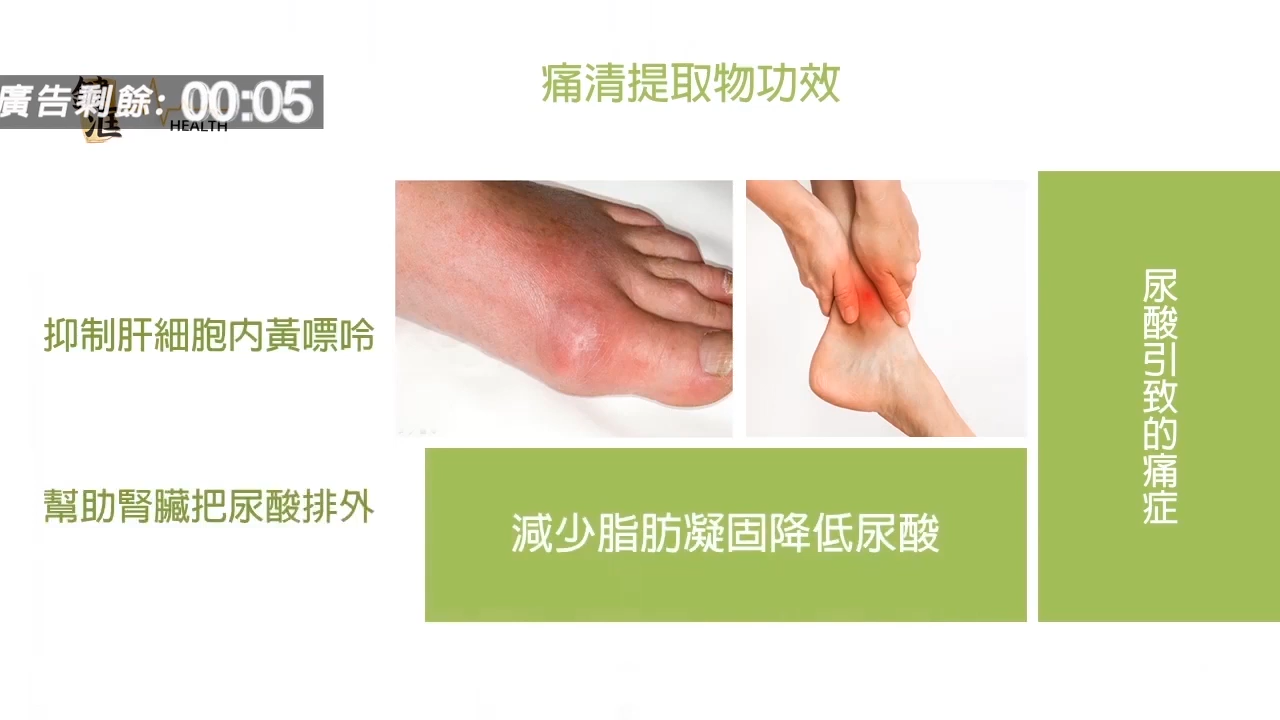 痛清提取物功效
廣告剩餘: 00:05
HEALTH
抑制肝細胞内黃嘌呤
幫助腎臟把尿酸排外
減少脂肪凝固降低尿酸
尿酸引致的痛症